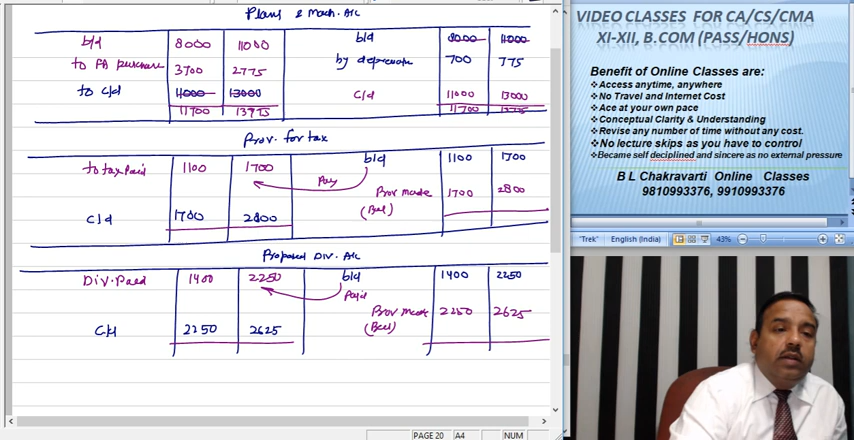 Plans & Mach. A/c
b/d 8000 11000 b/d 8000 11000
to PA purchase 3700 2775 by depreciation 700 775
to c/d 11000 13000 c/d 11000 13000
11700 13775 11700 13775
Prov. for tax
to tax Paid 1100 1700 b/d 1100 1700
Pay Prov made 1700 2800
(Bal)
c/d 1700 2800
Proposed Div. A/c
Div. Paid 1400 2250 b/d 1400 2250
Paid Prov made 2250 2625
(Bal)
c/d 2250 2625
PAGE 20 A4 NUM
VIDEO CLASSES FOR CA/CS/CMA
XI-XII, B.COM (PASS/HONS)
Benefit of Online Classes are:
❖Access anytime, anywhere
❖No Travel and Internet Cost
❖Ace at your own pace
❖Conceptual Clarity & Understanding
❖Revise any number of time without any cost.
❖No lecture skips as you have to control
❖Became self deciplined and sincere as no external pressure
B L Chakravarti Online Classes
9810993376, 9910993376
"Trek" English (India) 43%